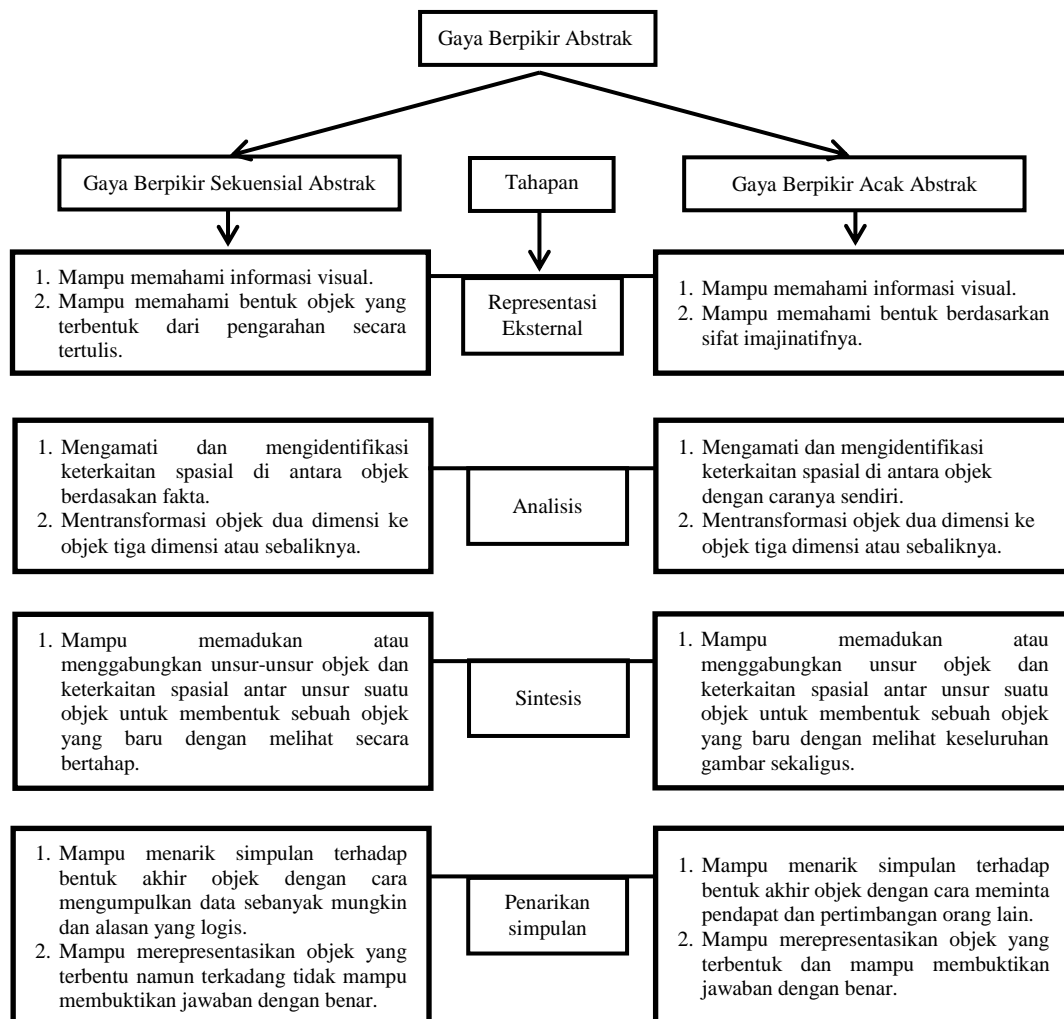 Gaya Berpikir Abstrak
Gaya Berpikir Sekuensial Abstrak
Tahapan
Gaya Berpikir Acak Abstrak
1. Mampu memahami informasi visual.
2. Mampu memahami bentuk objek yang
terbentuk dari pengarahan secara
tertulis.
Representasi
Eksternal
1. Mampu memahami informasi visual.
2. Mampu memahami bentuk berdasarkan
sifat imajinatifnya.
1. Mengamati dan mengidentifikasi
keterkaitan spasial di antara objek
berdasakan fakta.
2. Mentransformasi objek dua dimensi ke
objek tiga dimensi atau sebaliknya.
Analisis
1. Mengamati dan mengidentifikasi
keterkaitan spasial di antara objek
dengan caranya sendiri.
2. Mentransformasi objek dua dimensi ke
objek tiga dimensi atau sebaliknya.
1. Mampu memadukan atau
menggabungkan unsur-unsur objek dan
keterkaitan spasial antar unsur suatu
objek untuk membentuk sebuah objek
yang baru dengan melihat secara
bertahap.
Sintesis
1. Mampu memadukan atau
menggabungkan unsur objek dan
keterkaitan spasial antar unsur suatu
objek untuk membentuk sebuah objek
yang baru dengan melihat keseluruhan
gambar sekaligus.
1. Mampu menarik simpulan terhadap
bentuk akhir objek dengan cara
mengumpulkan data sebanyak mungkin
dan alasan yang logis.
2. Mampu merepresentasikan objek yang
terbentu namun terkadang tidak mampu
membuktikan jawaban dengan benar.
Penarikan
simpulan
1. Mampu menarik simpulan terhadap
bentuk akhir objek dengan cara meminta
pendapat dan pertimbangan orang lain.
2. Mampu merepresentasikan objek yang
terbentuk dan mampu membuktikan
jawaban dengan benar.